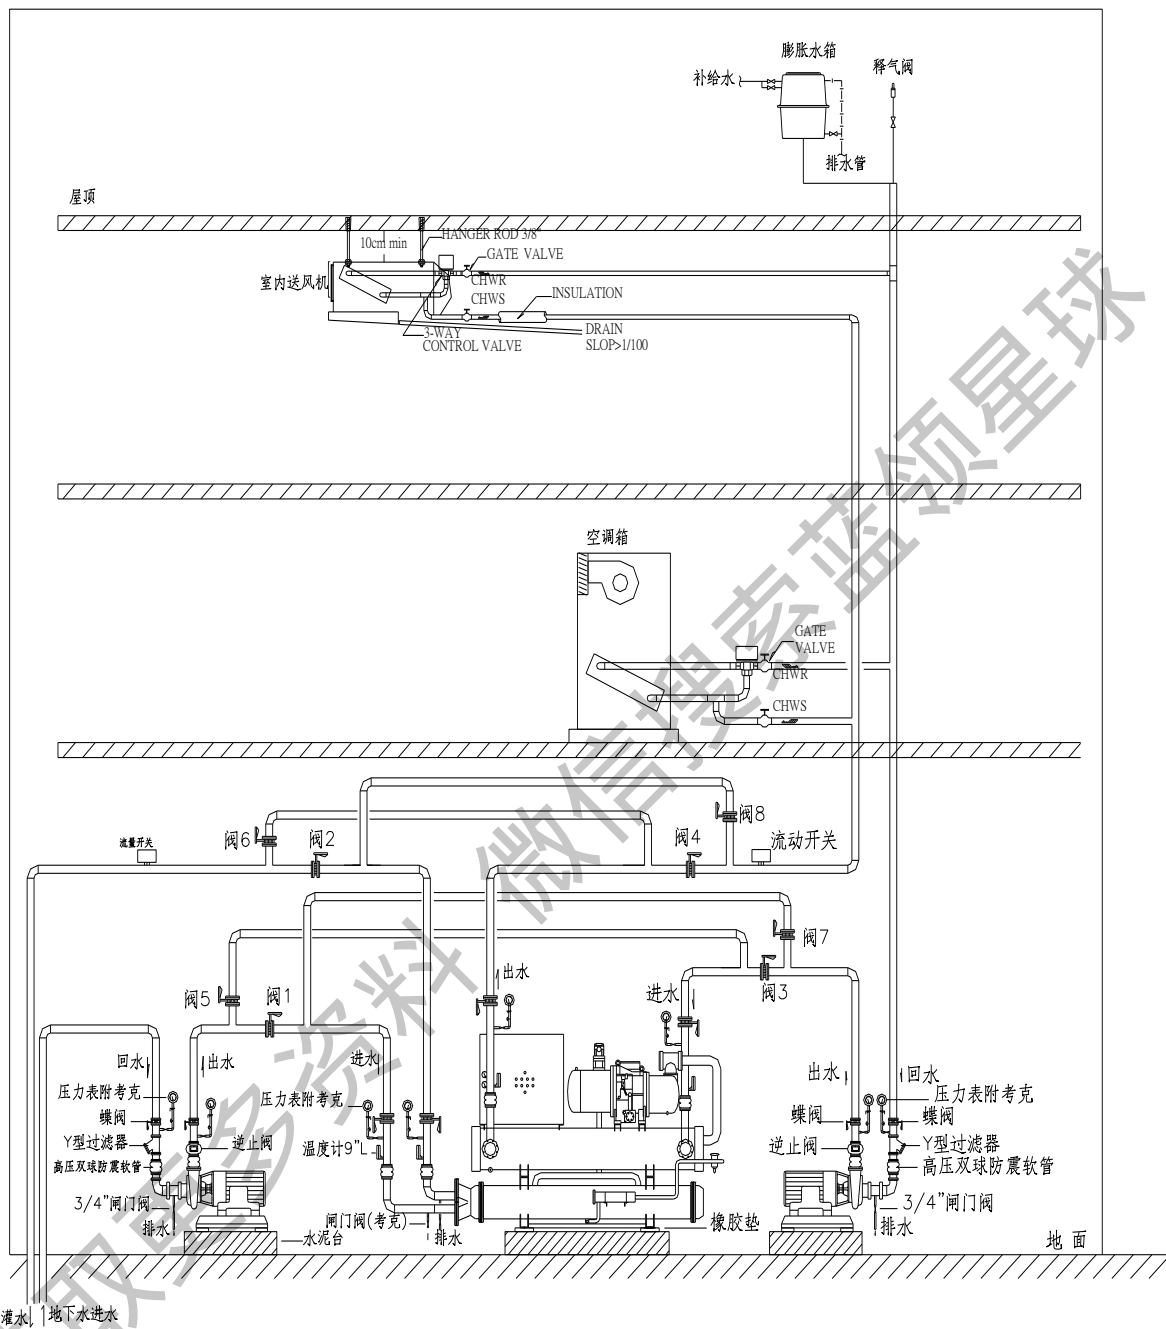 膨胀水箱
释气阀
补给水
排水管
屋顶
HANGER ROD 3/8"
10cm min
GATE VALVE
室内送风机
CHWR
CHWS
INSULATION
3-WAY
CONTROL VALVE
DRAIN
SLOP>1/100
空调箱
GATE
VALVE
CHWR
CHWS
阀8
流量开关
阀6
阀2
阀4
流动开关
阀7
出水
阀5
阀1
进水
阀3
回水
出水
进水
出水
回水
压力表附考克
压力表附考克
压力表附考克
蝶阀
蝶阀
蝶阀
Y型过滤器
逆止阀
温度计9"L
逆止阀
Y型过滤器
高压双球防震软管
高压双球防震软管
3/4"闸门阀
3/4"闸门阀
排水
闸门阀(考克)
橡胶垫
排水
水泥台
排水
地面
灌水
地下水进水
获取更多资料 微信搜索蓝领星球